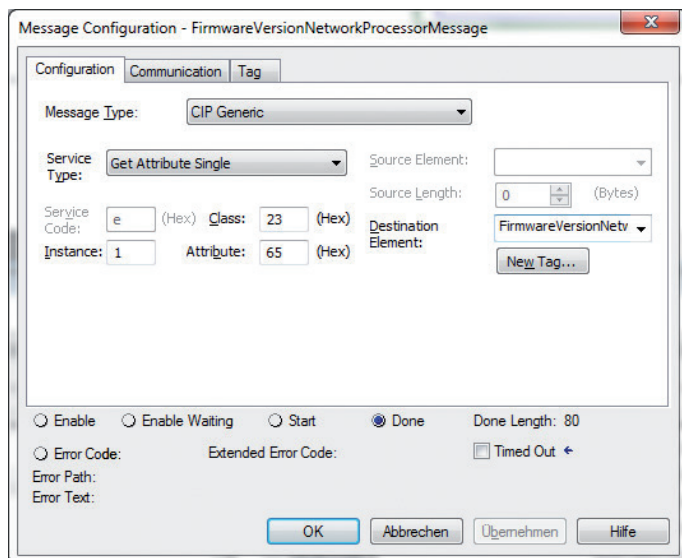 Message Configuration - FirmwareVersionNetworkProcessorMessage
Configuration Communication Tag
Message Type: CIP Generic
Service Type: Get Attribute Single
Source Element:
Source Length: 0 (Bytes)
Service Code: e (Hex) Class: 23 (Hex)
Destination Element: FirmwareVersionNetw
Instance: 1 Attribute: 65 (Hex)
New Tag...
Enable Enable Waiting Start Done Done Length: 80
Error Code: Extended Error Code: Timed Out
Error Path:
Error Text:
OK Abbrechen Übernehmen Hilfe